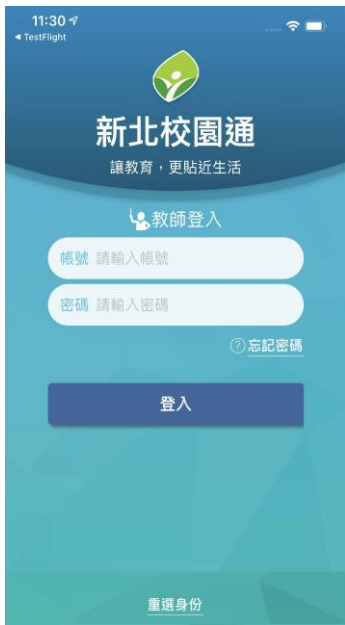 11:30
◀ TestFlight
新北校園通
讓教育，更貼近生活
教師登入
帳號 請輸入帳號
密碼 請輸入密碼
?忘記密碼
登入
重選身份